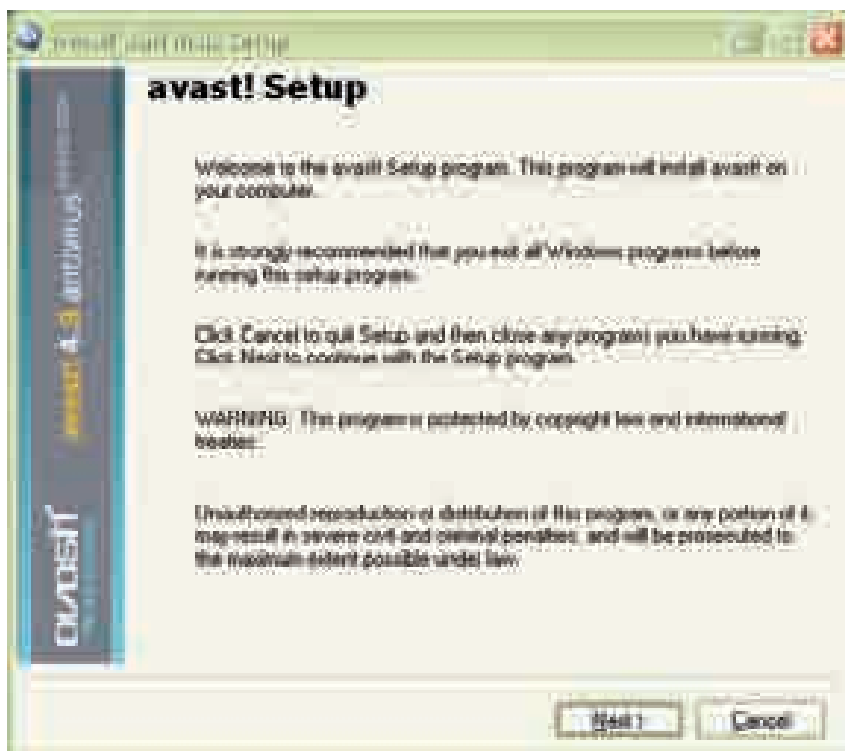 avast! Setup
Welcome to the avast! Setup program. This program will install avast! on
your computer.
It is strongly recommended that you exit all Windows programs before
running this setup program.
Click Cancel to quit Setup and then close any programs you have running.
Click Next to continue with the Setup program.
WARNING: This program is protected by copyright law and international
treaties.
Unauthorized reproduction or distribution of this program, or any portion of it
may result in severe civil and criminal penalties, and will be prosecuted to
the maximum extent possible under law.
avast! antivirus
avast!
Next >
Cancel